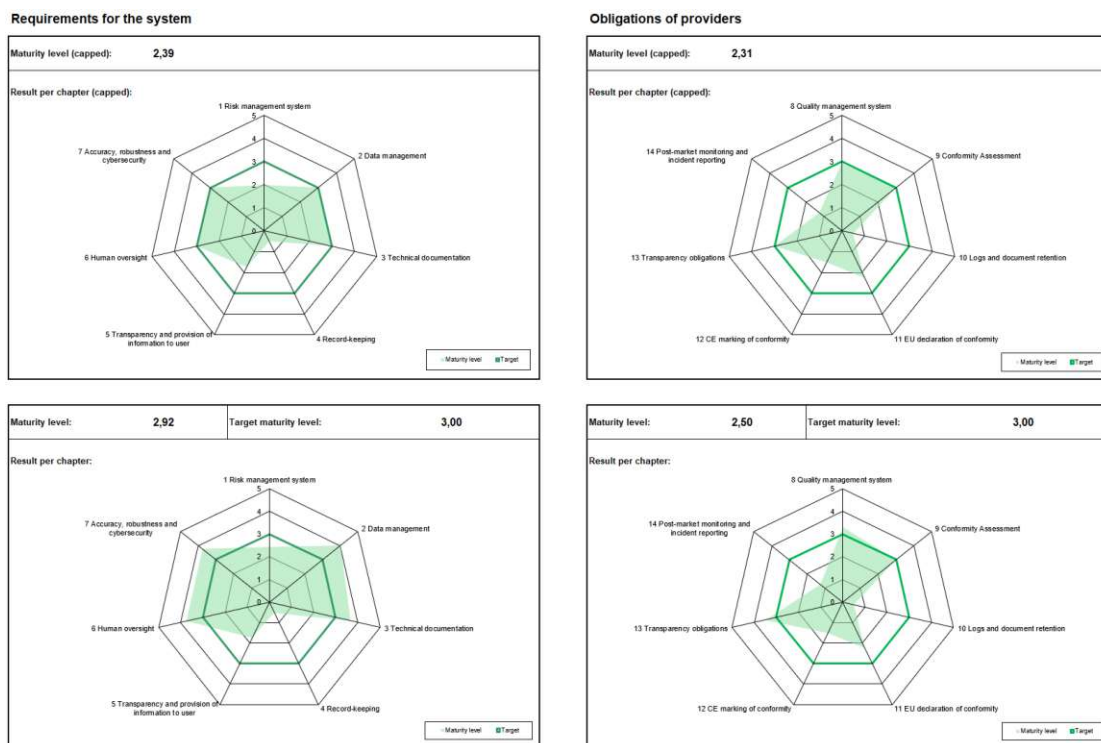 Requirements for the system
Maturity level (capped): 2,39
Result per chapter (capped):
1 Risk management system
5
4
3
2
1
0
7 Accuracy, robustness and
cybersecurity
2 Data management
6 Human oversight
3 Technical documentation
5 Transparency and provision of
information to user
4 Record-keeping
Maturity level Target
Obligations of providers
Maturity level (capped): 2,31
Result per chapter (capped):
8 Quality management system
5
4
3
2
1
0
14 Post-market monitoring and
incident reporting
9 Conformity Assessment
13 Transparency obligations
10 Logs and document retention
12 CE marking of conformity
11 EU declaration of conformity
Maturity level Target
Maturity level: 2,92 Target maturity level: 3,00
Result per chapter:
1 Risk management system
5
4
3
2
1
0
7 Accuracy, robustness and
cybersecurity
2 Data management
6 Human oversight
3 Technical documentation
5 Transparency and provision of
information to user
4 Record-keeping
Maturity level Target
Maturity level: 2,50 Target maturity level: 3,00
Result per chapter:
8 Quality management system
5
4
3
2
1
0
14 Post-market monitoring and
incident reporting
9 Conformity Assessment
13 Transparency obligations
10 Logs and document retention
12 CE marking of conformity
11 EU declaration of conformity
Maturity level Target